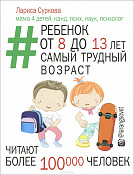 Лариса Суркова
мама 4 детей, канд. псих. наук, психолог
#РЕБЕНОК
ОТ 8 ДО 13 ЛЕТ
САМЫЙ ТРУДНЫЙ
ВОЗРАСТ
@larangsovet
ЧИТАЮТ
БОЛЕЕ 100000 ЧЕЛОВЕК